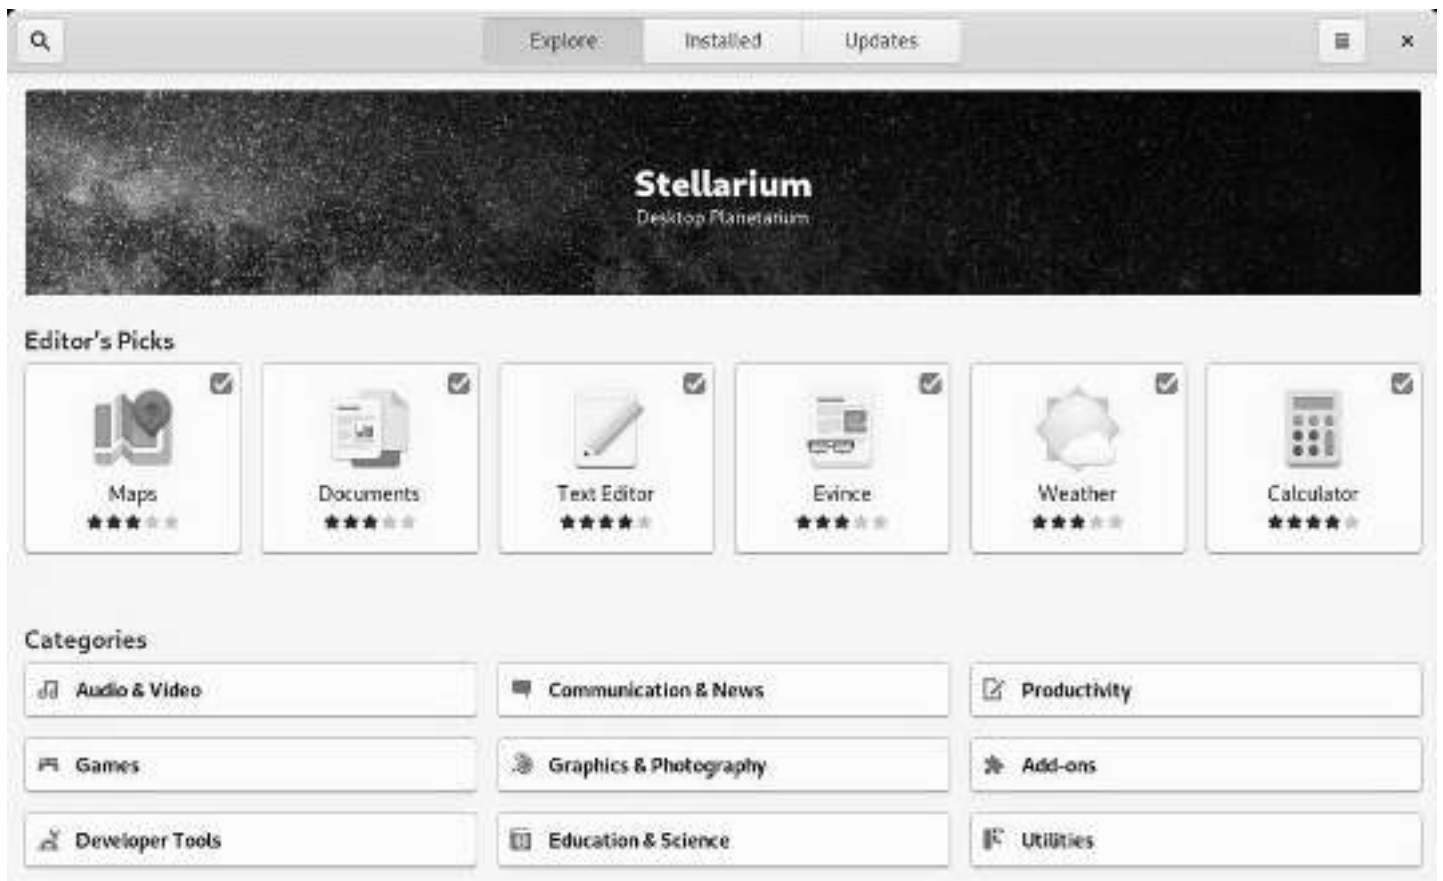 Explore Installed Updates
Stellarium
Desktop Planetarium
Editor's Picks
Maps Documents Text Editor Evince Weather Calculator
Categories
Audio & Video Communication & News Productivity
Games Graphics & Photography Add-ons
Developer Tools Education & Science Utilities